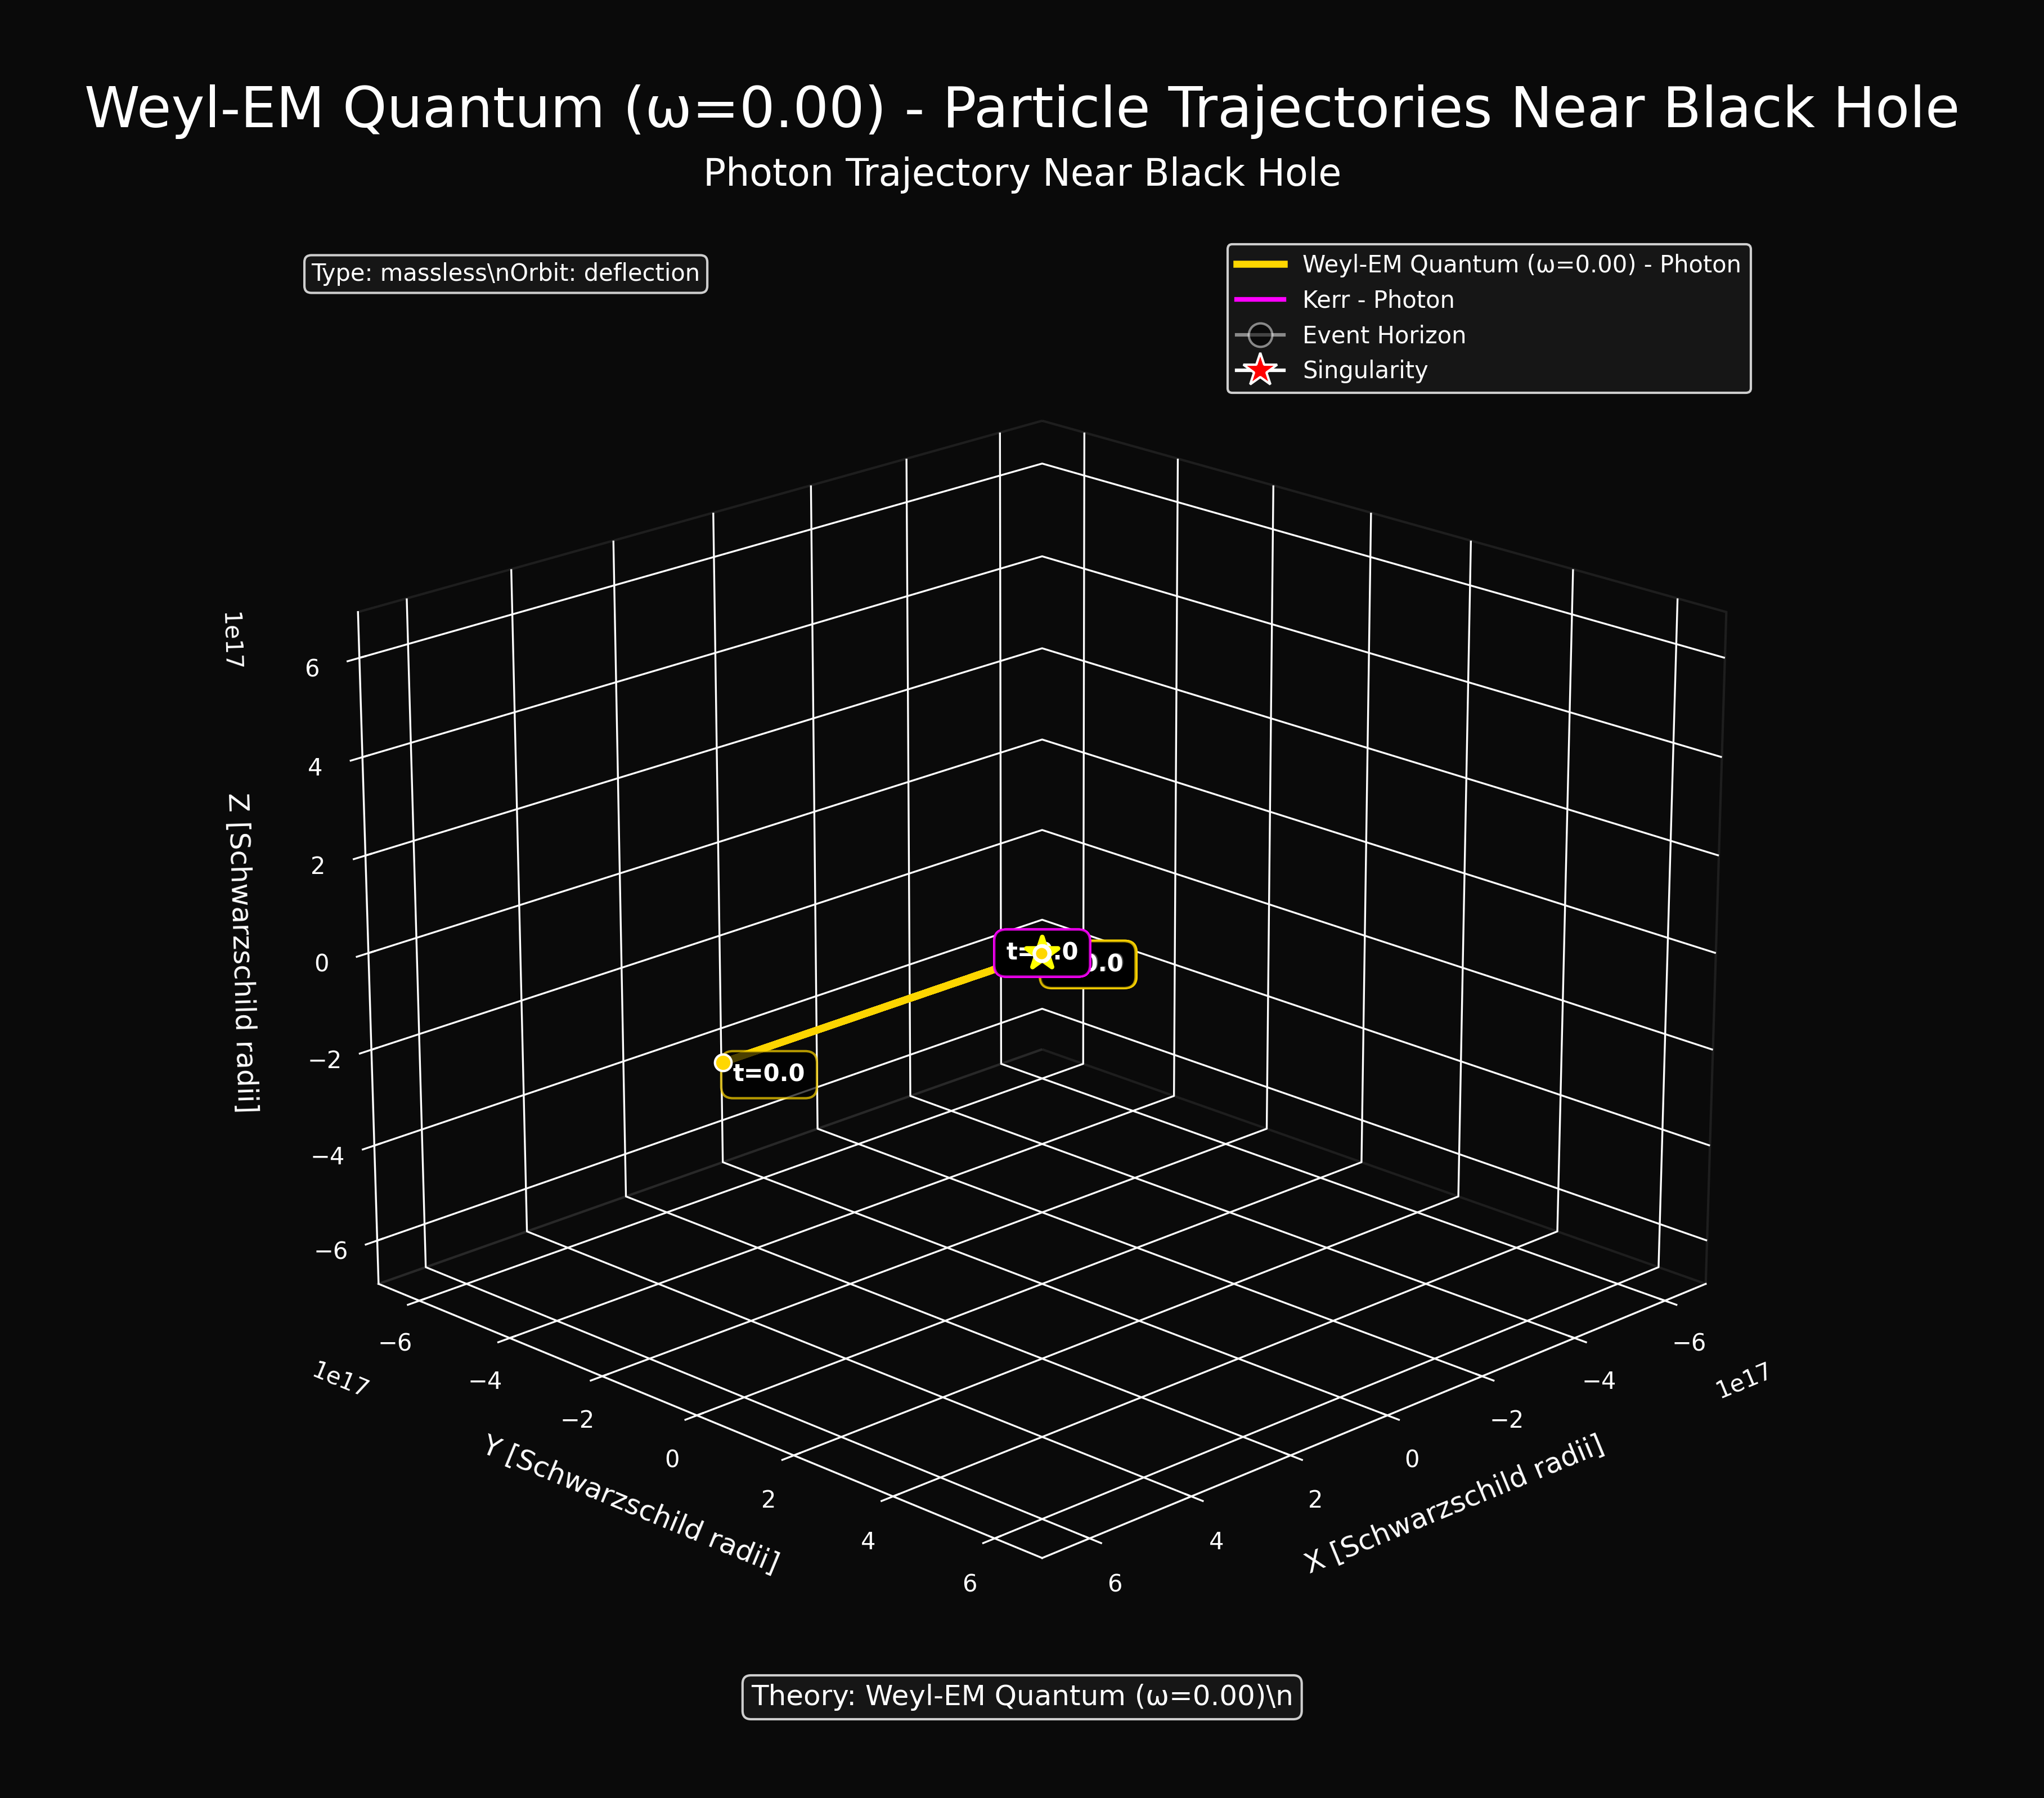 Weyl-EM Quantum (ω=0.00) - Particle Trajectories Near Black Hole
Photon Trajectory Near Black Hole
Type: massless\nOrbit: deflection
Weyl-EM Quantum (ω=0.00) - Photon
Kerr - Photon
Event Horizon
Singularity
1e17
6
4
2
0
−2
−4
−6
Z [Schwarzschild radii]
t=0.0
−6
−4
−2
0
2
4
6
1e17
Y [Schwarzschild radii]
−6
−4
−2
0
2
4
6
1e17
X [Schwarzschild radii]
Theory: Weyl-EM Quantum (ω=0.00)\n